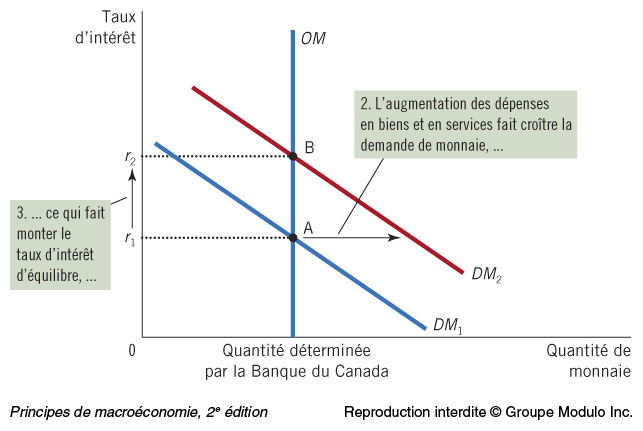 Taux
d'intérêt
OM
2. L'augmentation des dépenses
en biens et en services fait croître la
demande de monnaie, ...
B
r2
3. ... ce qui fait
monter le
taux d'intérêt
d'équilibre, ...
A
r1
DM2
DM1
0
Quantité déterminée
par la Banque du Canada
Quantité de
monnaie
Principes de macroéconomie, 2e édition
Reproduction interdite © Groupe Modulo Inc.